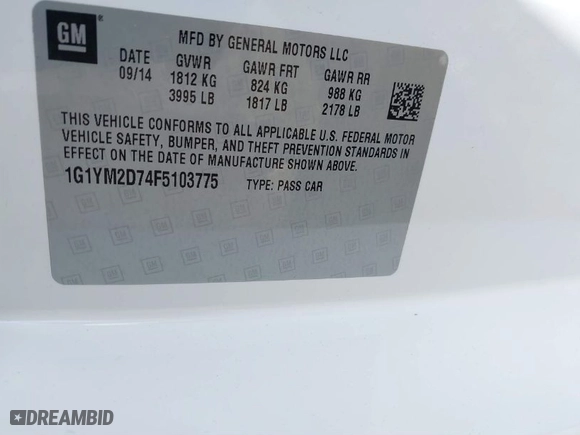 GM
MFD BY GENERAL MOTORS LLC
DATE GVWR GAWR FRT GAWR RR
09/14 1812 KG 824 KG 988 KG
3995 LB 1817 LB 2178 LB
THIS VEHICLE CONFORMS TO ALL APPLICABLE U.S. FEDERAL MOTOR
VEHICLE SAFETY, BUMPER, AND THEFT PREVENTION STANDARDS IN
EFFECT ON THE DATE OF MANUFACTURE SHOWN ABOVE.
1G1YM2D74F5103775 TYPE: PASS CAR
DREAMBID